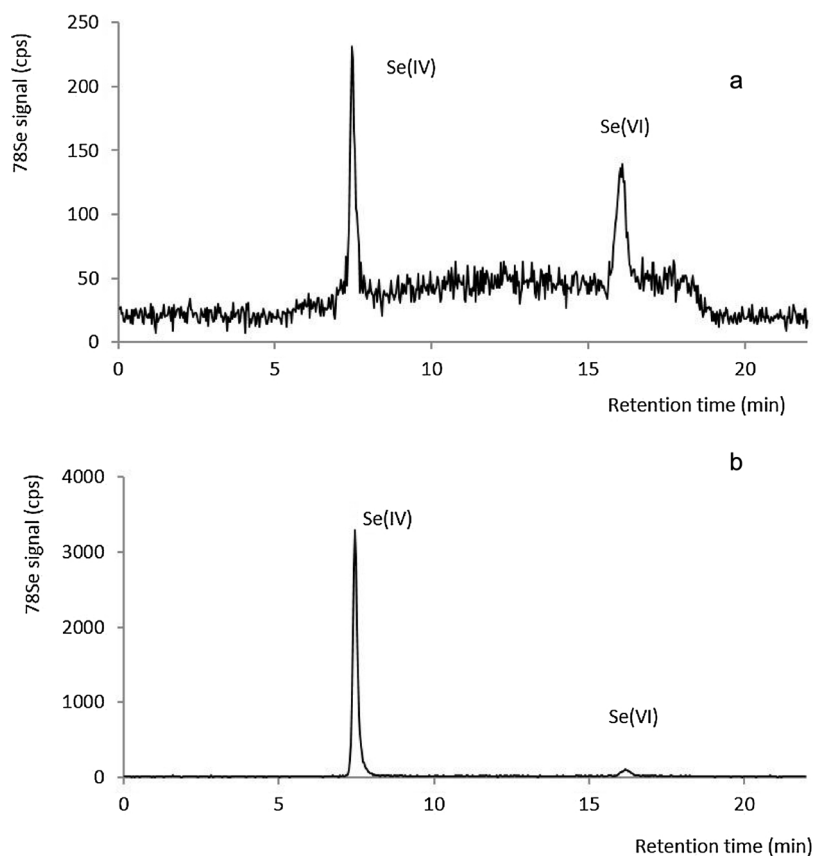 a
78Se signal (cps)
250
200
150
100
50
0
Se(IV)
Se(VI)
0 5 10 15 20
Retention time (min)
b
78Se signal (cps)
4000
3000
2000
1000
0
Se(IV)
Se(VI)
0 5 10 15 20
Retention time (min)